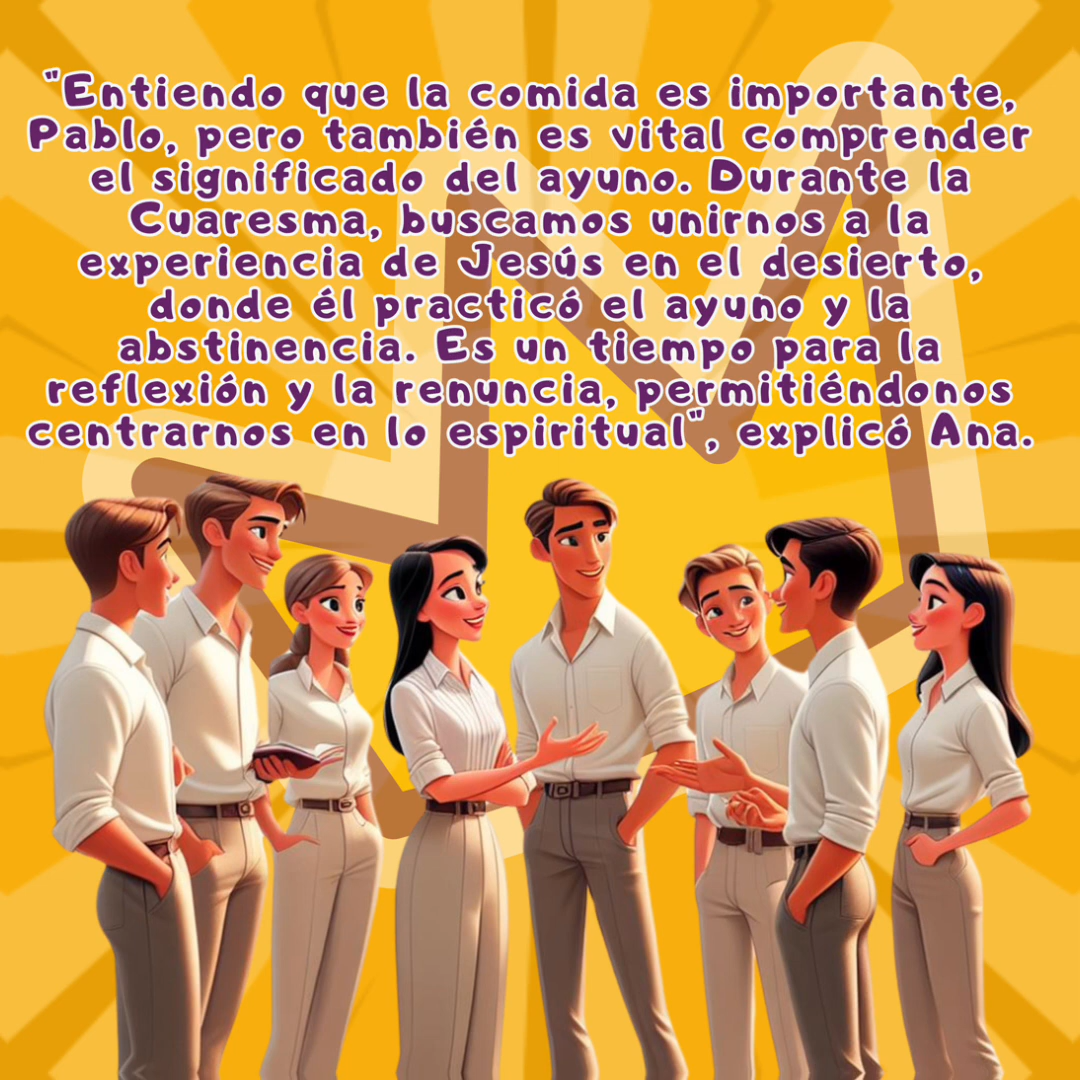 "Entiendo que la comida es importante,
Pablo, pero también es vital comprender
el significado del ayuno. Durante la
Cuaresma, buscamos unirnos a la
experiencia de Jesús en el desierto,
donde él practicó el ayuno y la
abstinencia. Es un tiempo para la
reflexión y la renuncia, permitiéndonos
centrarnos en lo espiritual", explicó Ana.